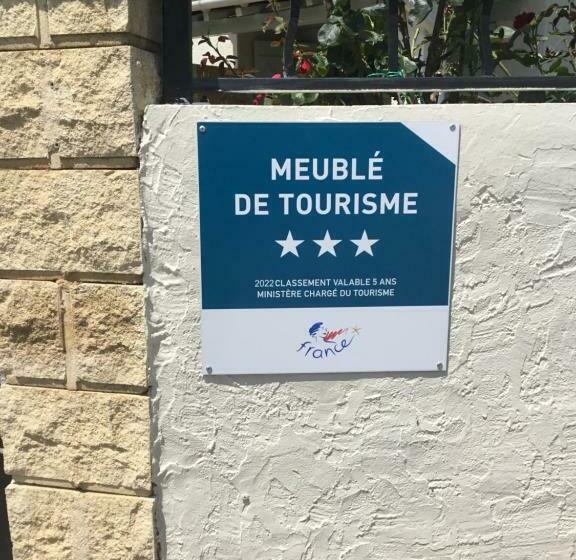 MEUBLÉ
DE TOURISME
2022 CLASSEMENT VALABLE 5 ANS
MINISTÈRE CHARGÉ DU TOURISME
france